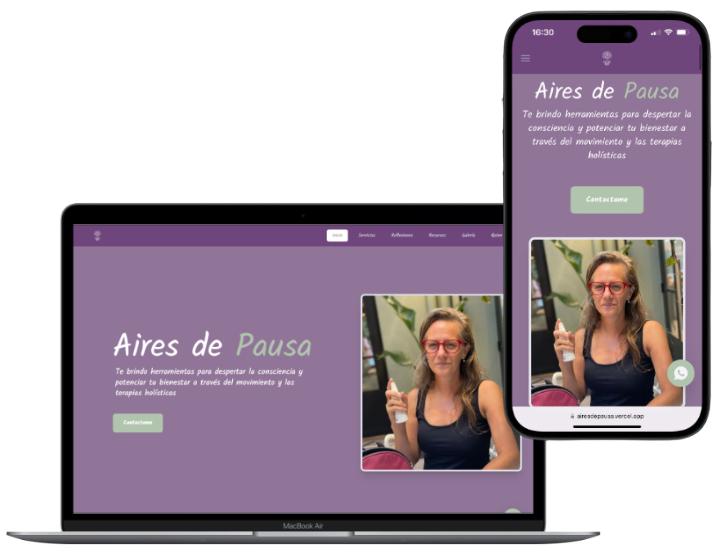 16:30
Aires de Pausa
Te brindo herramientas para despertar la
consciencia y potenciar tu bienestar a
través del movimiento y las terapias
holísticas
Contactame
airesdepausa.vercel.app
Inicio
Servicios
Reflexiones
Recursos
Galería
Aires de Pausa
Te brindo herramientas para despertar la consciencia y
potenciar tu bienestar a través del movimiento y las
terapias holísticas
Contactame
MacBook Air